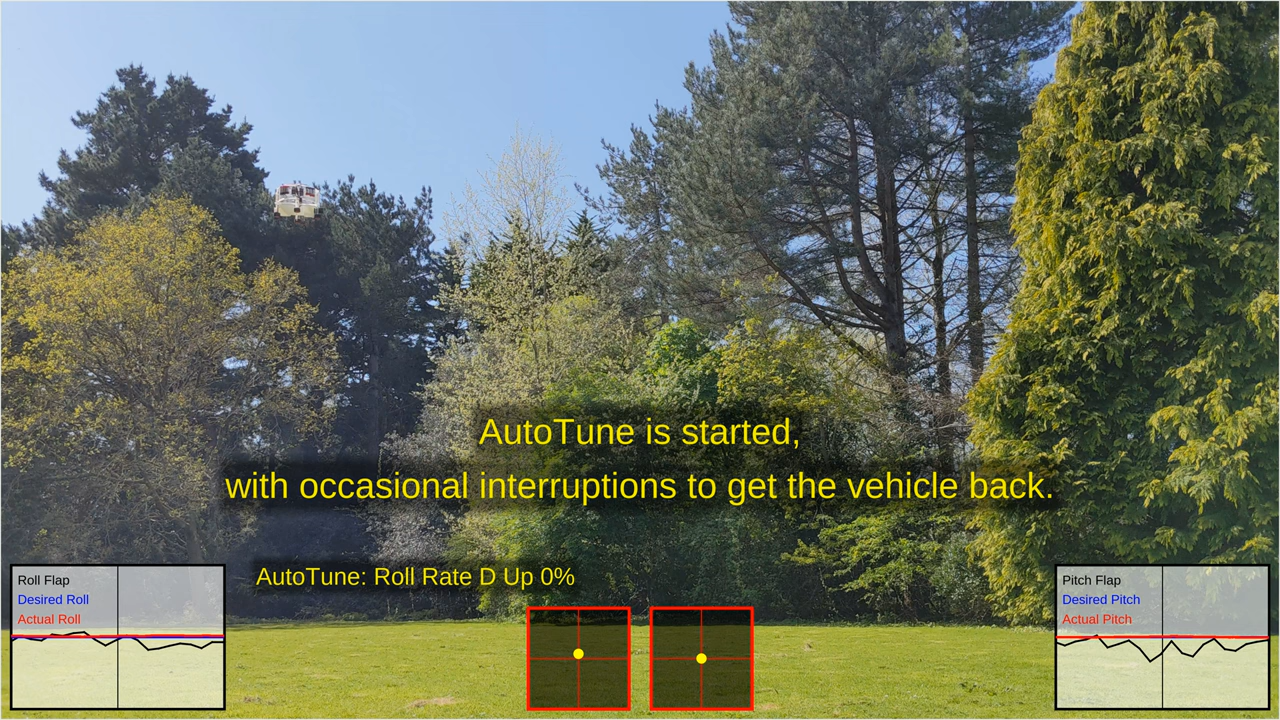 AutoTune is started,
with occasional interruptions to get the vehicle back.
AutoTune: Roll Rate D Up 0%
Roll Flap
Desired Roll
Actual Roll
Pitch Flap
Desired Pitch
Actual Pitch